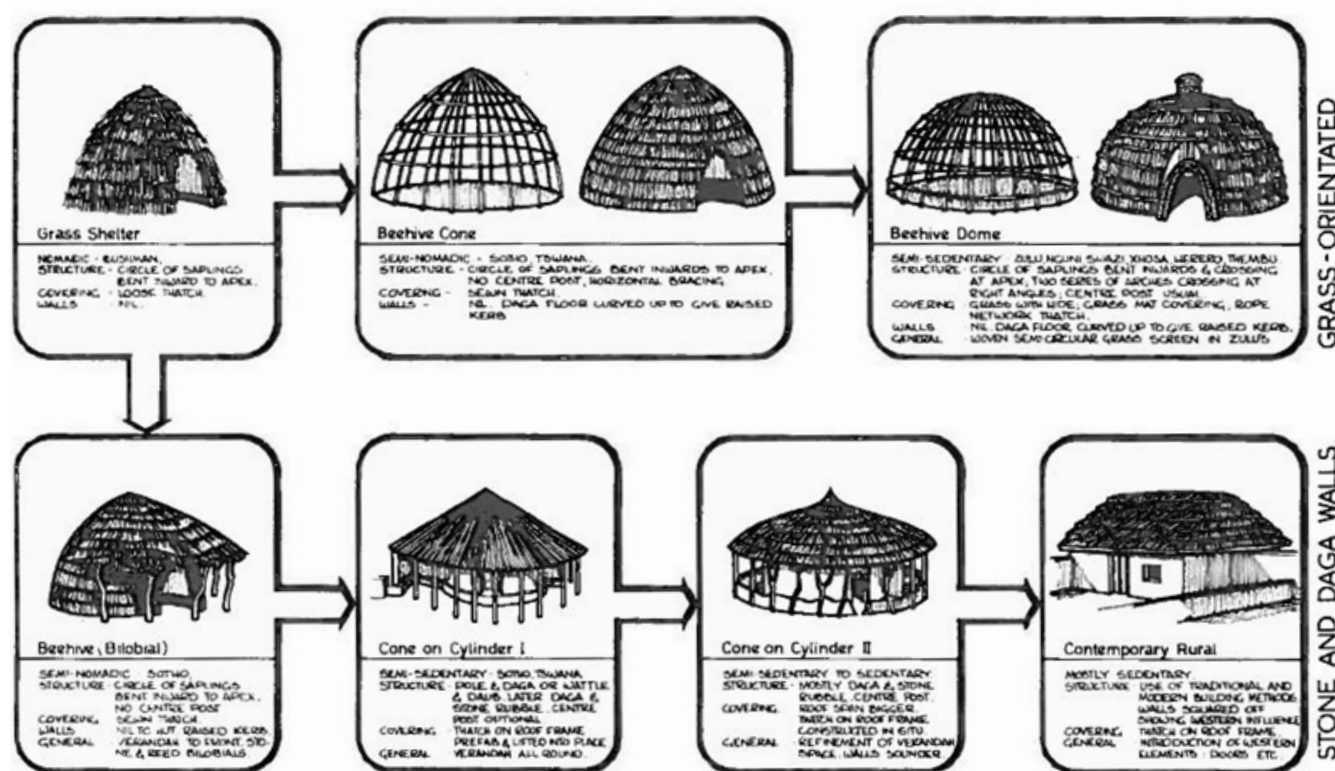 Grass Shelter
NOMADIC - BUSHMAN.
STRUCTURE - CIRCLE OF SAPLINGS
BENT INWARD TO APEX.
COVERING - LOOSE THATCH.
WALLS - NIL.
Beehive Cone
SEMI-NOMADIC - SOTHO, TSWANA.
STRUCTURE - CIRCLE OF SAPLINGS BENT INWARDS TO APEX,
NO CENTRE POST, HORIZONTAL BRACING.
COVERING - SEWN THATCH.
WALLS - NIL. DAGA FLOOR CURVED UP TO GIVE RAISED
KERB
Beehive Dome
SEMI-SEDENTARY - ZULU, NGUNI SWAZI, XHOSA, HERERO, THEMBU.
STRUCTURE - CIRCLE OF SAPLINGS BENT INWARDS & CROSSING
AT APEX, TWO SERIES OF ARCHES CROSSING AT
RIGHT ANGLES; CENTRE POST USUAL.
COVERING - GRASS WITH HIDE, GRASS MAT COVERING, ROPE
NETWORK THATCH.
WALLS - NIL. DAGA FLOOR CURVED UP TO GIVE RAISED KERB.
GENERAL - WOVEN SEMI-CIRCULAR GRASS SCREEN IN ZULU'S
GRASS-ORIENTATED
Beehive (Bilobial)
SEMI-NOMADIC - SOTHO.
STRUCTURE - CIRCLE OF SAPLINGS
BENT INWARD TO APEX.
NO CENTRE POST
COVERING - SEWN THATCH.
WALLS - NIL TO HUT, RAISED KERB.
GENERAL - VERANDAH TO FRONT, STO-
NE & REED BILOBIALS.
Cone on Cylinder I
SEMI-SEDENTARY - SOTHO, TSWANA
STRUCTURE - POLE & DAGA OR WATTLE
& DAUB. LATER DAGA &
STONE RUBBLE. CENTRE
POST OPTIONAL
COVERING - THATCH ON ROOF FRAME
PREFAB & LIFTED INTO PLACE
GENERAL - VERANDAH ALL ROUND.
Cone on Cylinder II
SEMI SEDENTARY TO SEDENTARY.
STRUCTURE - MOSTLY DAGA & STONE
RUBBLE. CENTRE POST.
COVERING - ROOF SPAN BIGGER.
THATCH ON ROOF FRAME
CONSTRUCTED IN SITU.
GENERAL - REFINEMENT OF VERANDAH
SPACE. WALLS SOUNDER
Contemporary Rural
MOSTLY SEDENTARY
STRUCTURE USE OF TRADITIONAL AND
MODERN BUILDING METHODS
WALLS SQUARED OFF
SHOWING WESTERN INFLUENCE
COVERING THATCH ON ROOF FRAME.
GENERAL INTRODUCTION OF WESTERN
ELEMENTS: DOORS ETC.
STONE AND DAGA WALLS